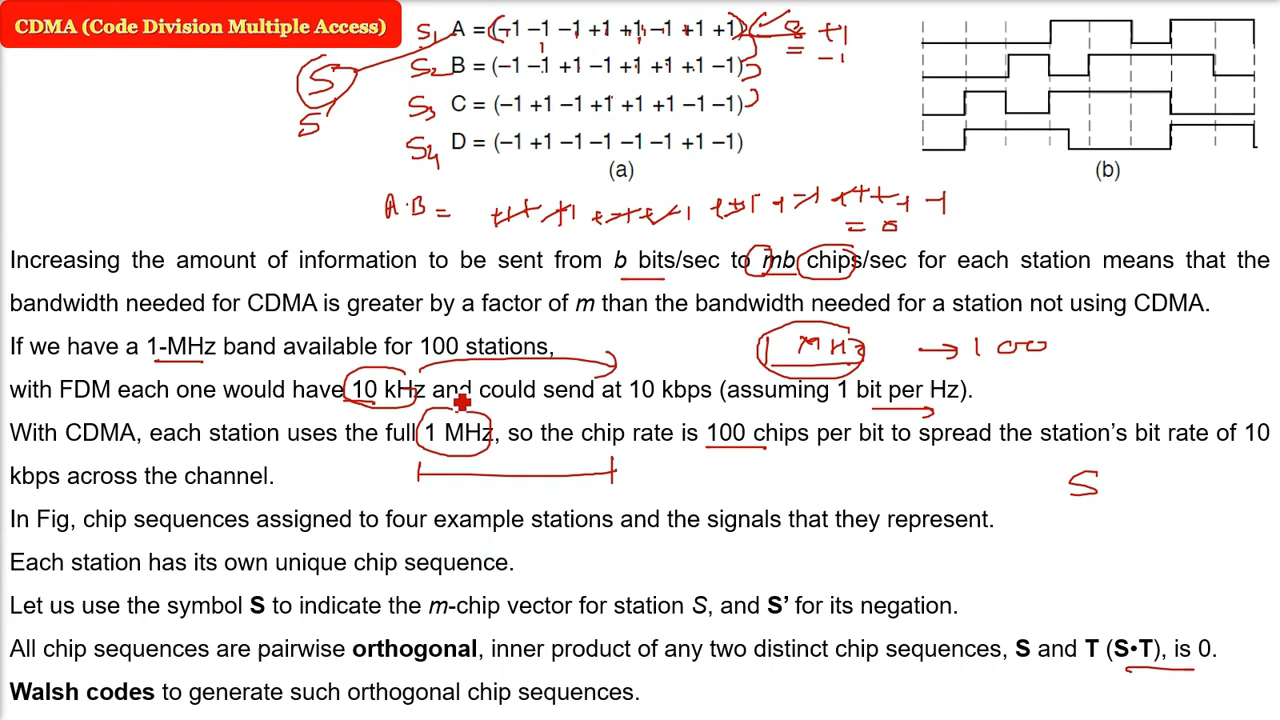 CDMA (Code Division Multiple Access)
S1 A = (−1 −1 −1 +1 +1 −1 +1 +1) 8 +1
= −1
S2 B = (−1 −1 +1 −1 +1 +1 +1 −1)
S
S3 C = (−1 +1 −1 +1 +1 +1 −1 −1)
S'
S4 D = (−1 +1 −1 −1 −1 −1 +1 −1)
(a) (b)
A·B =
= 0
Increasing the amount of information to be sent from b bits/sec to mb chips/sec for each station means that the
bandwidth needed for CDMA is greater by a factor of m than the bandwidth needed for a station not using CDMA.
If we have a 1-MHz band available for 100 stations, 1 MHz → 100
with FDM each one would have 10 kHz and could send at 10 kbps (assuming 1 bit per Hz).
With CDMA, each station uses the full 1 MHz, so the chip rate is 100 chips per bit to spread the station's bit rate of 10
kbps across the channel. S
In Fig, chip sequences assigned to four example stations and the signals that they represent.
Each station has its own unique chip sequence.
Let us use the symbol S to indicate the m-chip vector for station S, and S’ for its negation.
All chip sequences are pairwise orthogonal, inner product of any two distinct chip sequences, S and T (S•T), is 0.
Walsh codes to generate such orthogonal chip sequences.